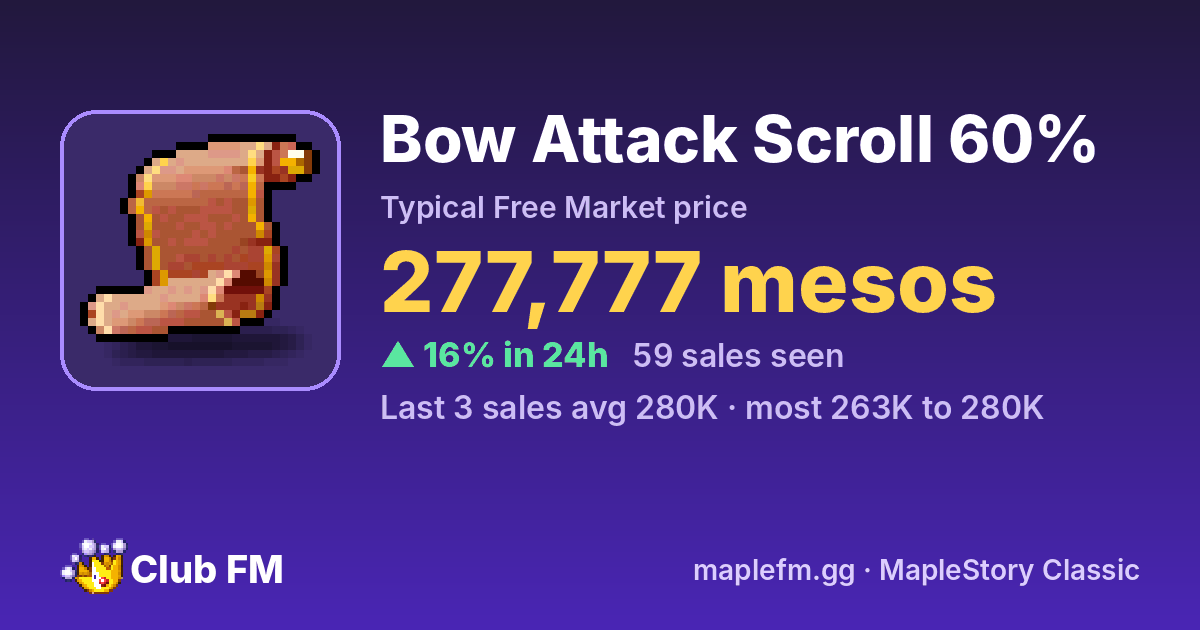 Bow Attack Scroll 60%
Typical Free Market price
277,777 mesos
▲ 16% in 24h 59 sales seen
Last 3 sales avg 280K · most 263K to 280K
Club FM
maplefm.gg · MapleStory Classic